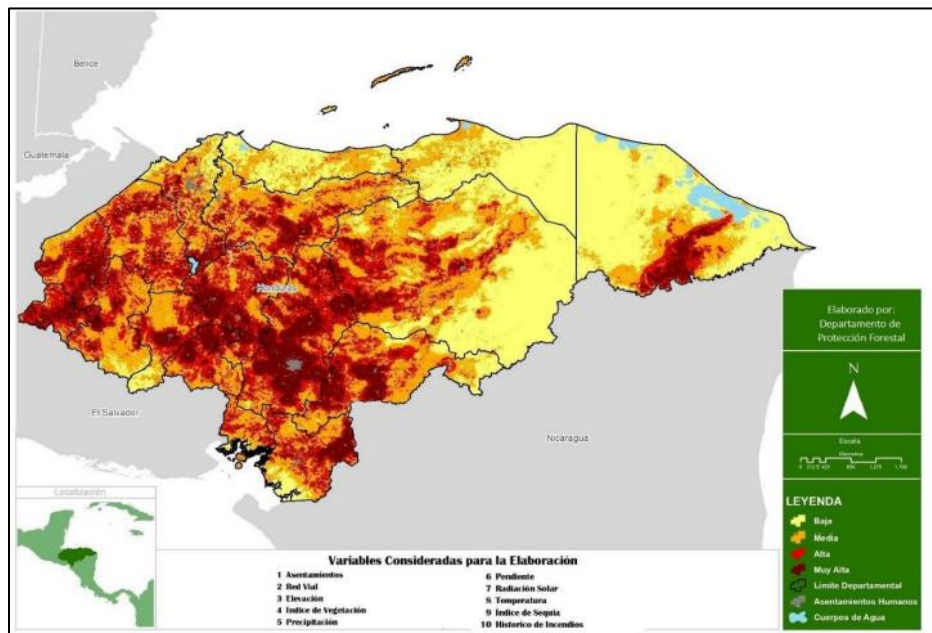 Belice
Guatemala
Honduras
El Salvador
Nicaragua
Elaborado por:
Departamento de
Protección Forestal
N
Escala
Kilometros
LEYENDA
Baja
Media
Alta
Muy Alta
Limite Departamental
Asentamientos Humanos
Cuerpos de Agua
Localización
Variables Consideradas para la Elaboración
1 Asentamientos
2 Red Vial
3 Elevación
4 Índice de Vegetación
5 Precipitación
6 Pendiente
7 Radiación Solar
8 Temperatura
9 Índice de Sequia
10 Historico de Incendios